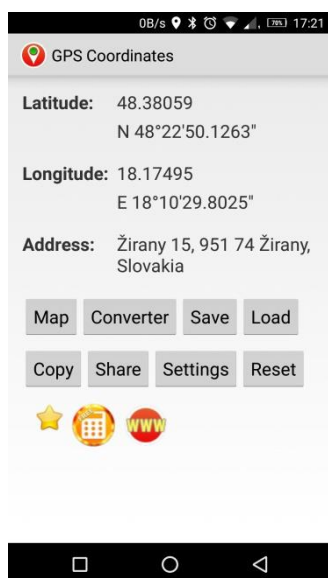 0B/s 78% 17:21
GPS Coordinates
Latitude: 48.38059
N 48°22'50.1263"
Longitude: 18.17495
E 18°10'29.8025"
Address: Žirany 15, 951 74 Žirany,
Slovakia
Map Converter Save Load
Copy Share Settings Reset
WWW